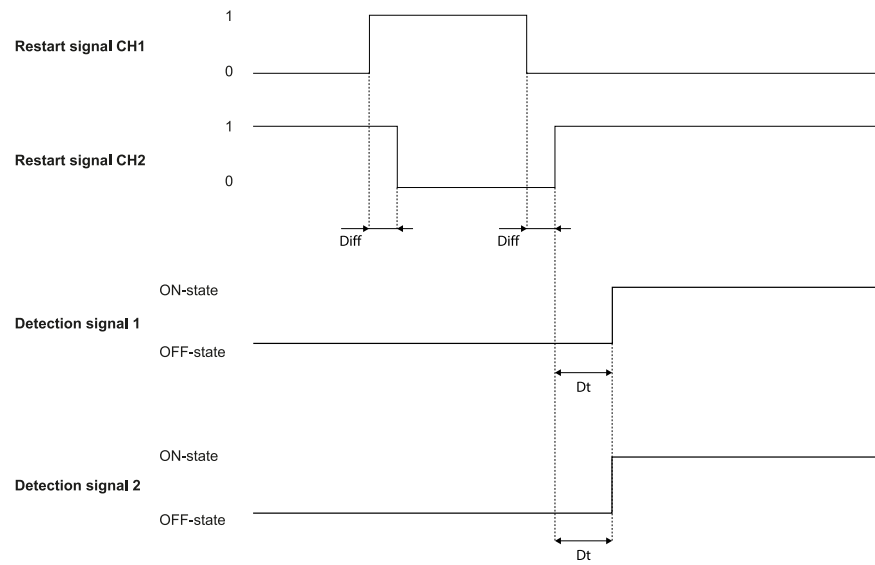 1
Restart signal CH1
0
1
Restart signal CH2
0
Diff
Diff
ON-state
Detection signal 1
OFF-state
Dt
ON-state
Detection signal 2
OFF-state
Dt